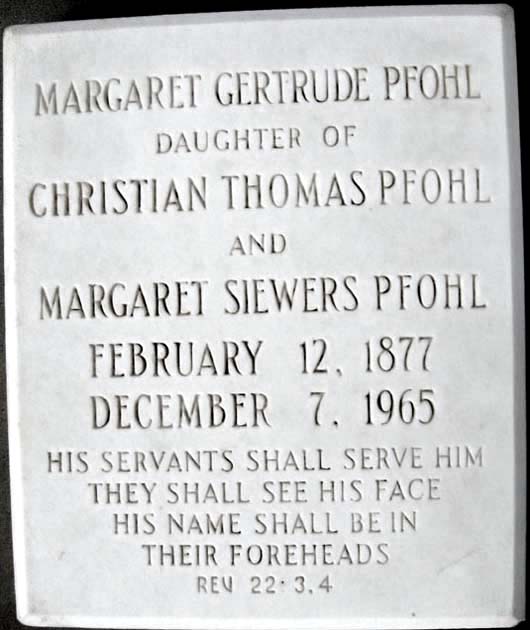 MARGARET GERTRUDE PFOHL
DAUGHTER OF
CHRISTIAN THOMAS PFOHL
AND
MARGARET SIEWERS PFOHL
FEBRUARY 12, 1877
DECEMBER 7, 1965
HIS SERVANTS SHALL SERVE HIM
THEY SHALL SEE HIS FACE
HIS NAME SHALL BE IN
THEIR FOREHEADS
REV 22·3,4